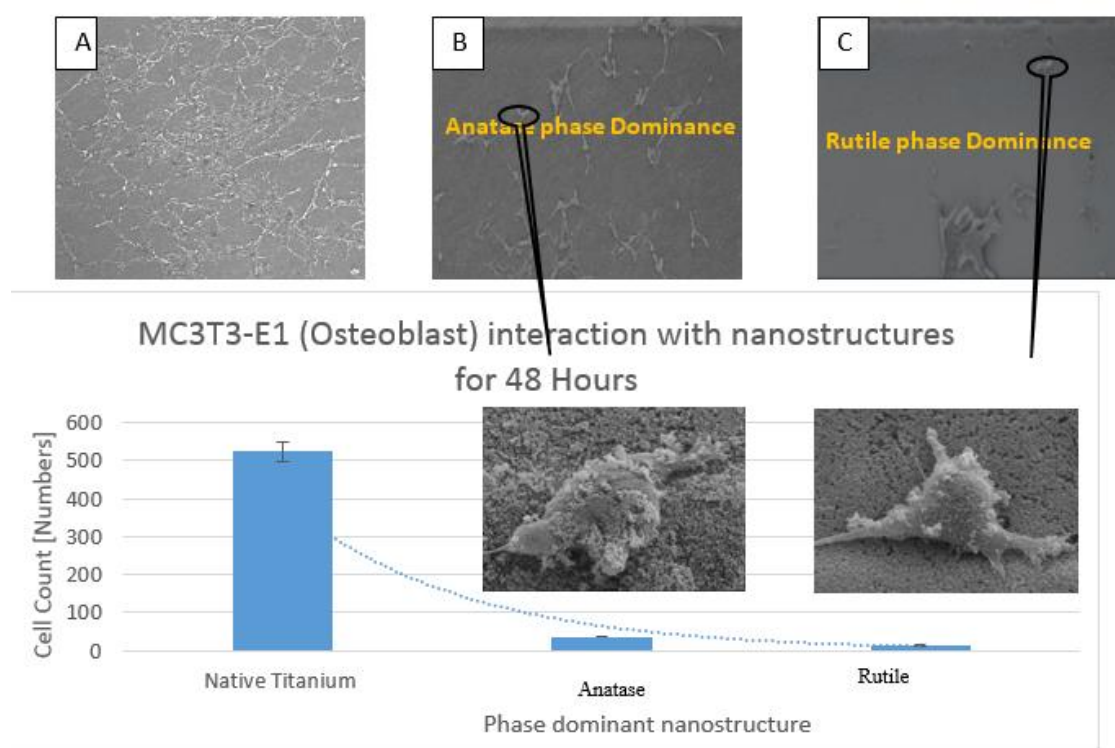 A
B
C
Anatase phase Dominance
Rutile phase Dominance
MC3T3-E1 (Osteoblast) interaction with nanostructures
for 48 Hours
Cell Count [Numbers]
600
500
400
300
200
100
0
Native Titanium
Anatase
Rutile
Phase dominant nanostructure